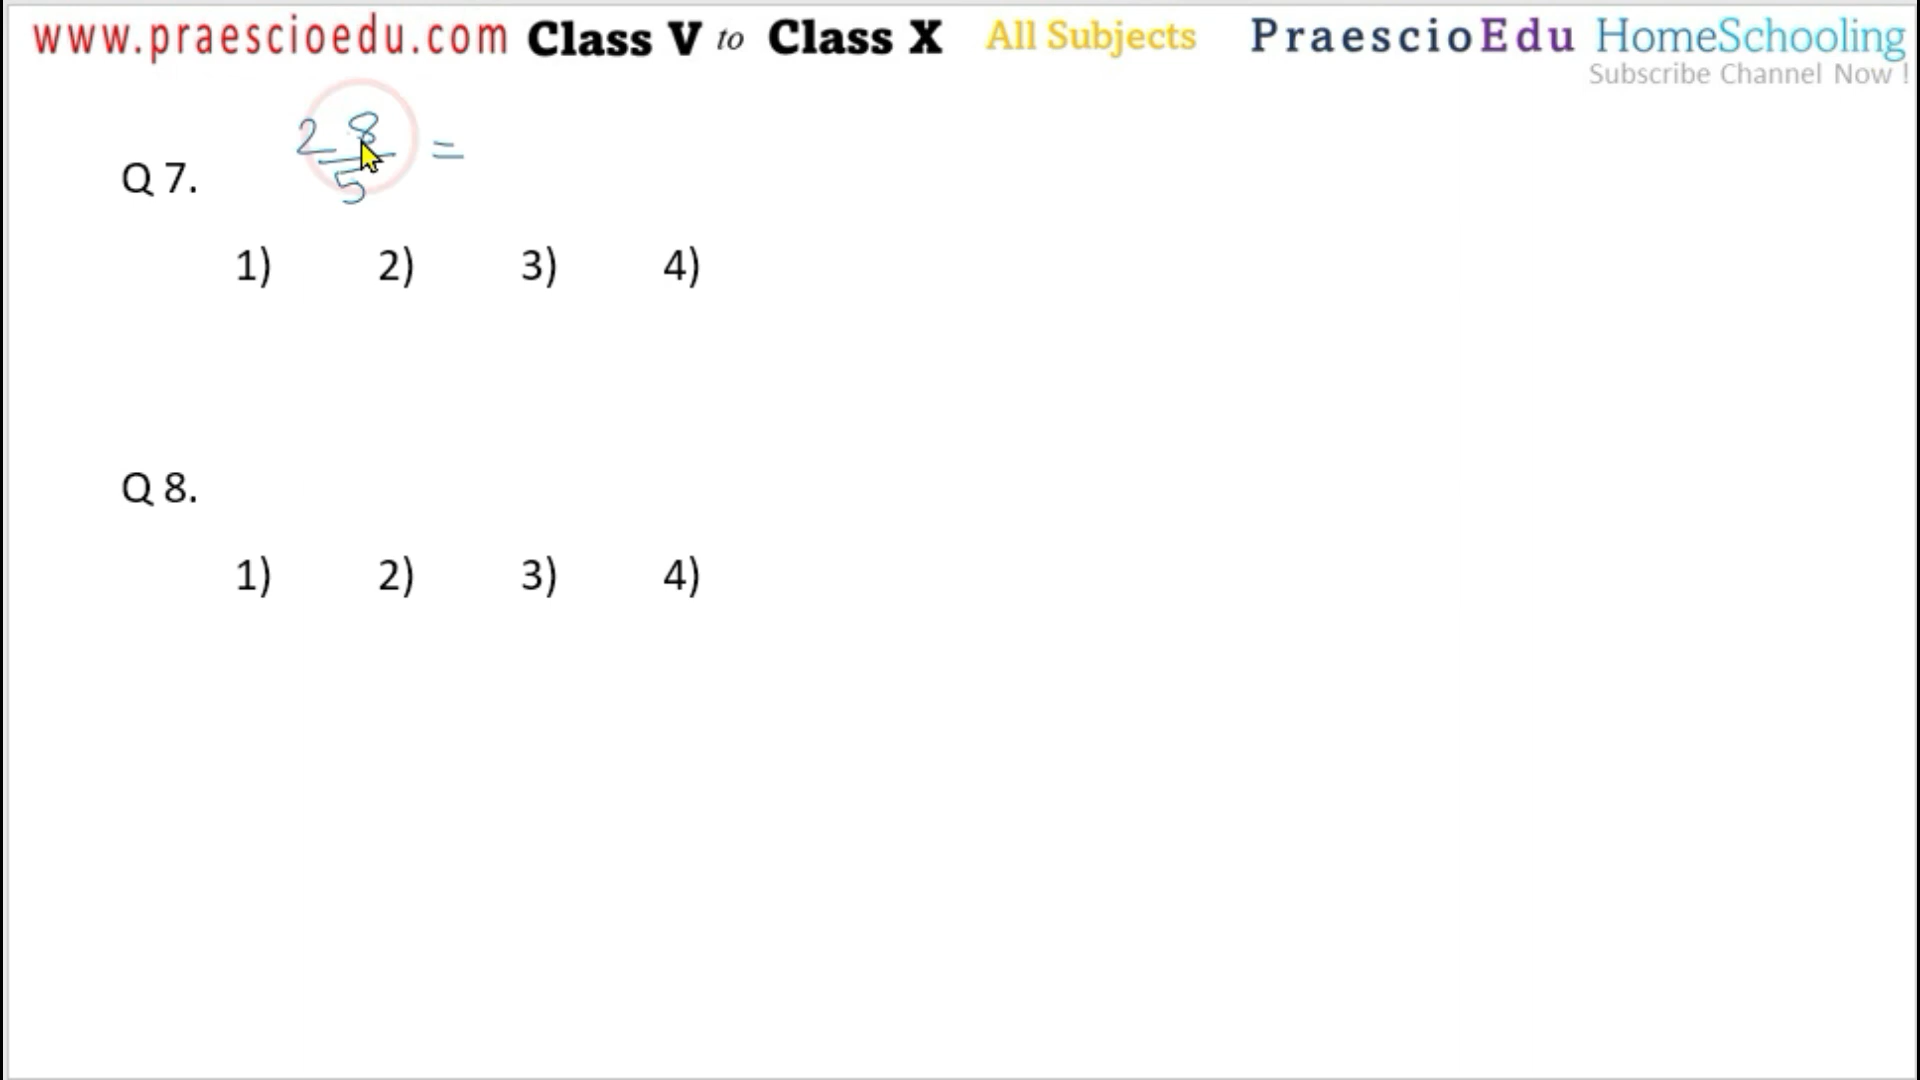 www.praescioedu.com Class V to Class X All Subjects PraescioEdu HomeSchooling
Subscribe Channel Now !
Q 7. 2 8/5 =
1) 2) 3) 4)
Q 8.
1) 2) 3) 4)